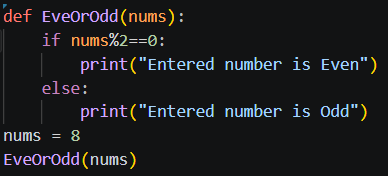 def EveOrOdd(nums):
    if nums%2==0:
        print("Entered number is Even")
    else:
        print("Entered number is Odd")
nums = 8
EveOrOdd(nums)